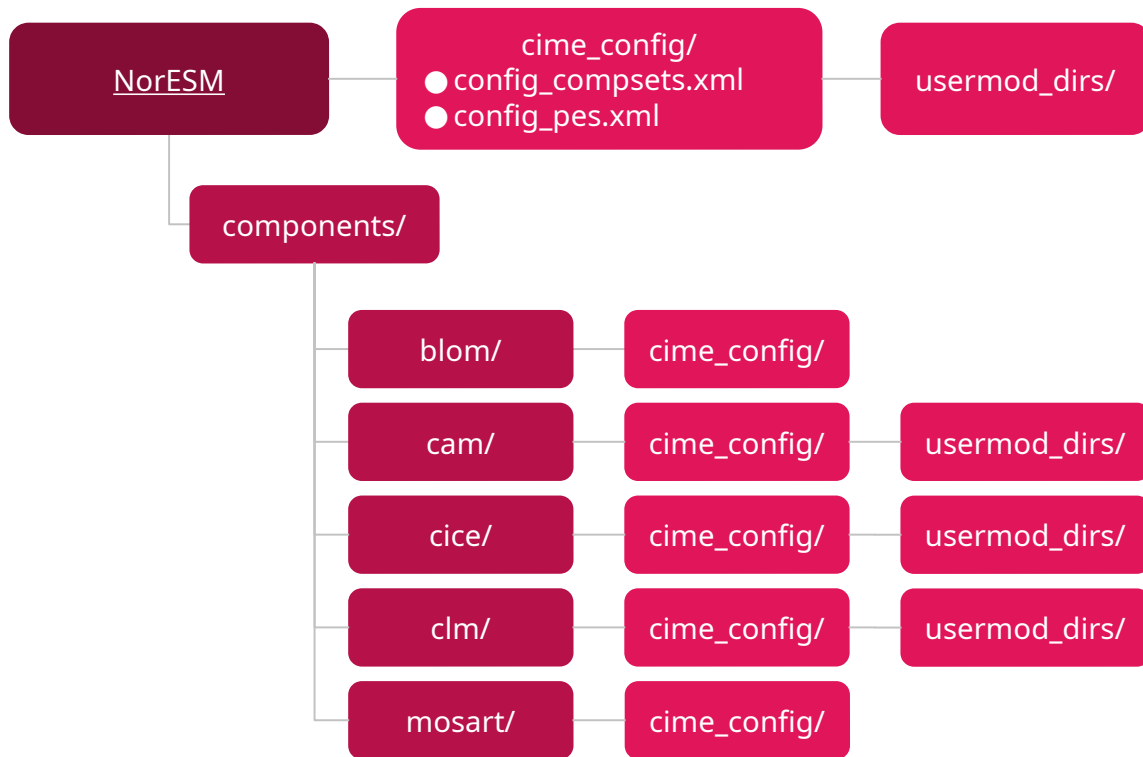 NorESM
cime_config/
● config_compsets.xml
● config_pes.xml
usermod_dirs/
components/
blom/
cime_config/
cam/
cime_config/
usermod_dirs/
cice/
cime_config/
usermod_dirs/
clm/
cime_config/
usermod_dirs/
mosart/
cime_config/